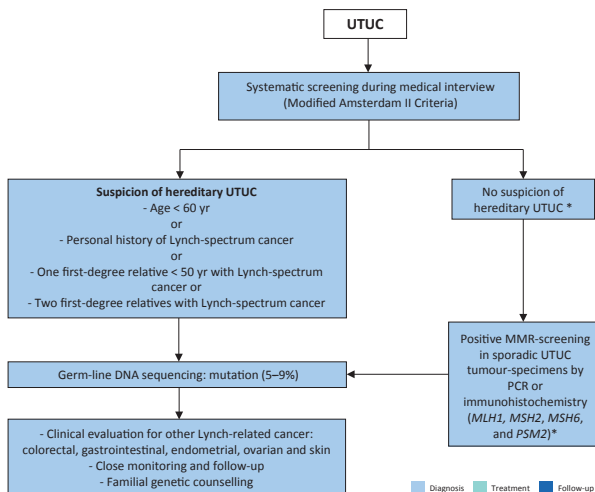 UTUC
Systematic screening during medical interview
(Modified Amsterdam II Criteria)
Suspicion of hereditary UTUC
- Age < 60 yr
or
- Personal history of Lynch-spectrum cancer
or
- One first-degree relative < 50 yr with Lynch-spectrum
cancer or
- Two first-degree relatives with Lynch-spectrum cancer
No suspicion of
hereditary UTUC *
Positive MMR-screening
in sporadic UTUC
tumour-specimens by
PCR or
immunohistochemistry
(MLH1, MSH2, MSH6,
and PSM2)*
Germ-line DNA sequencing: mutation (5–9%)
- Clinical evaluation for other Lynch-related cancer:
colorectal, gastrointestinal, endometrial, ovarian and skin
- Close monitoring and follow-up
- Familial genetic counselling
Diagnosis Treatment Follow-up